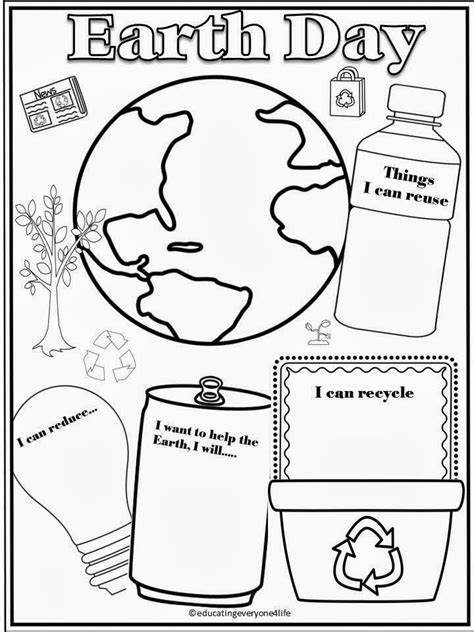 Earth Day
News
Things
I can reuse
I can reduce...
I want to help the
Earth, I will.....
I can recycle
©educatingeveryone4life